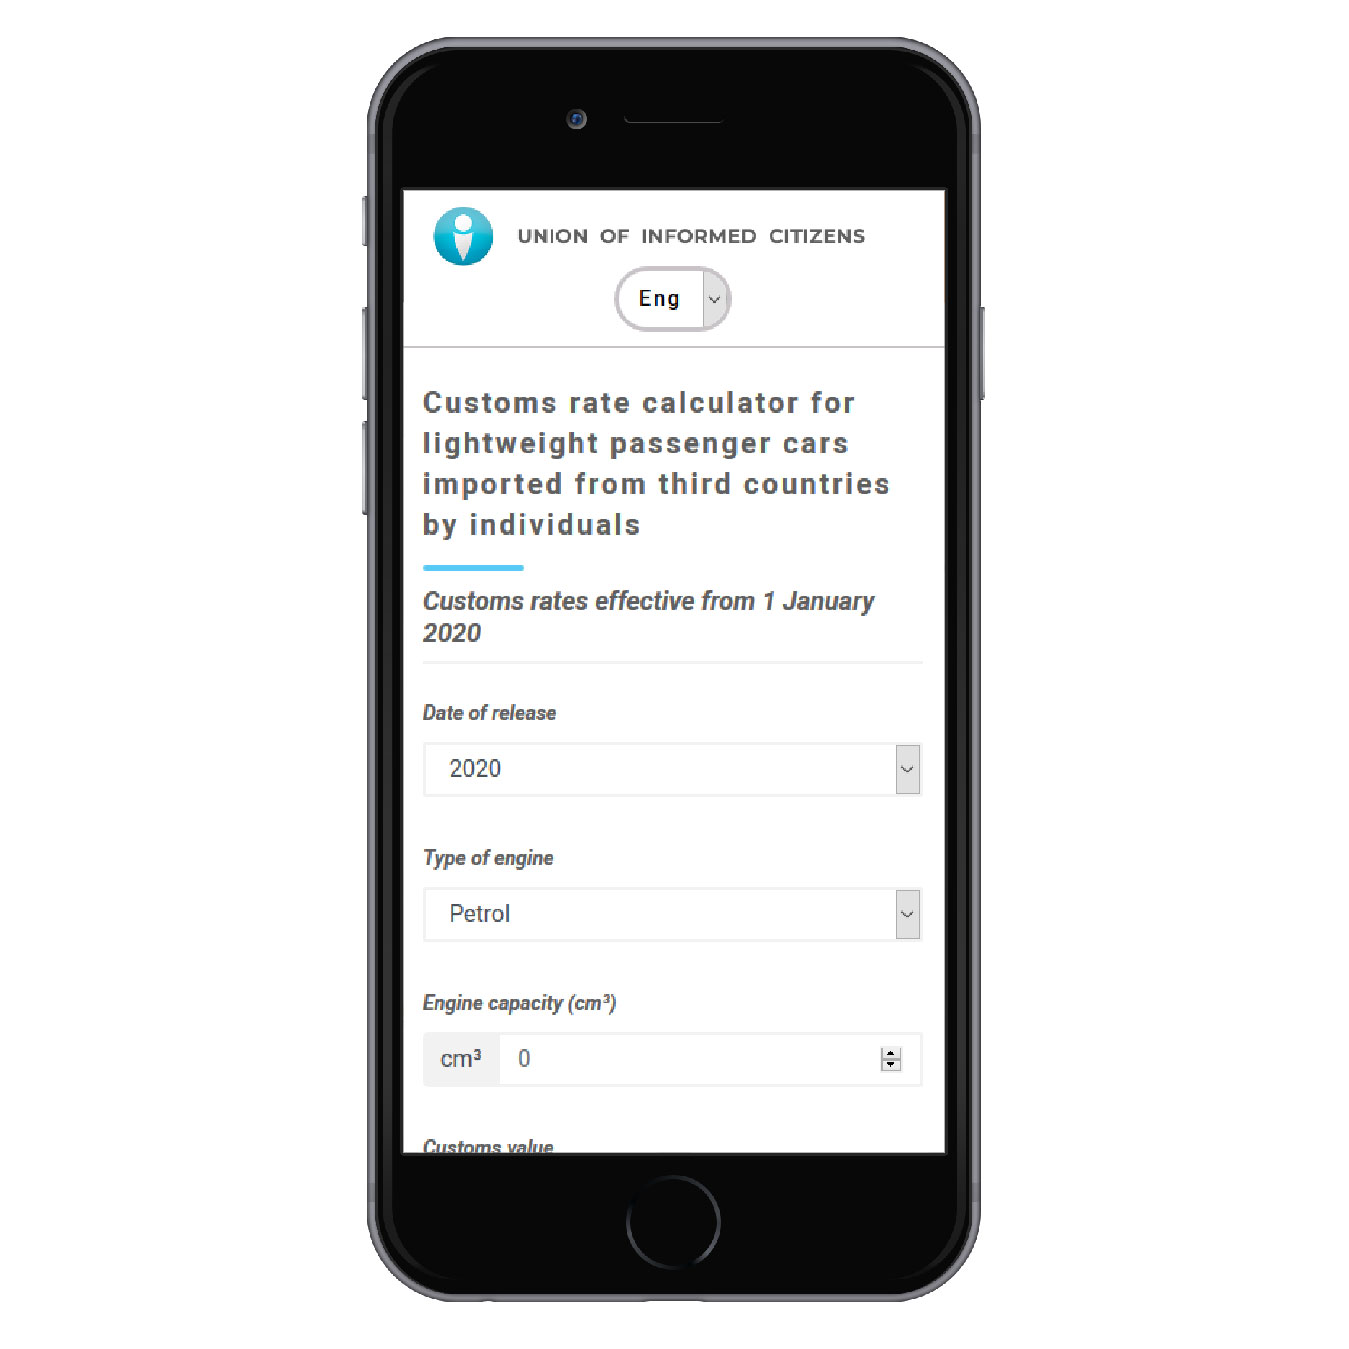 UNION OF INFORMED CITIZENS
Eng
Customs rate calculator for
lightweight passenger cars
imported from third countries
by individuals
Customs rates effective from 1 January
2020
Date of release
2020
Type of engine
Petrol
Engine capacity (cm³)
cm³ 0
Customs value